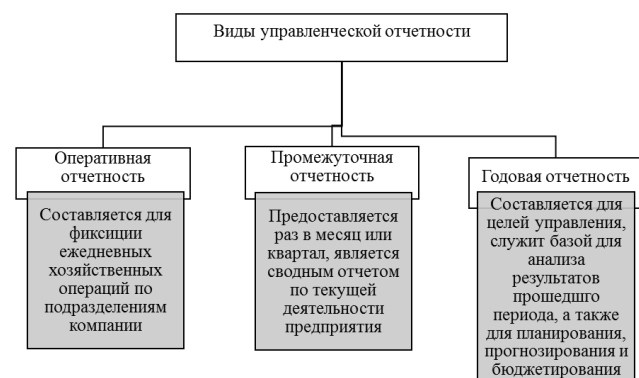 Виды управленческой отчетности
Оперативная
отчетность
Составляется для
фиксиции
ежедневных
хозяйственных
операций по
подразделениям
компании
Промежуточная
отчетность
Предоставляется
раз в месяц или
квартал, является
сводным отчетом
по текущей
деятельности
предприятия
Годовая отчетность
Составляется для
целей управления,
служит базой для
анализа
результатов
прошедшго
периода, а также
для планирования,
прогнозирования и
бюджетирования